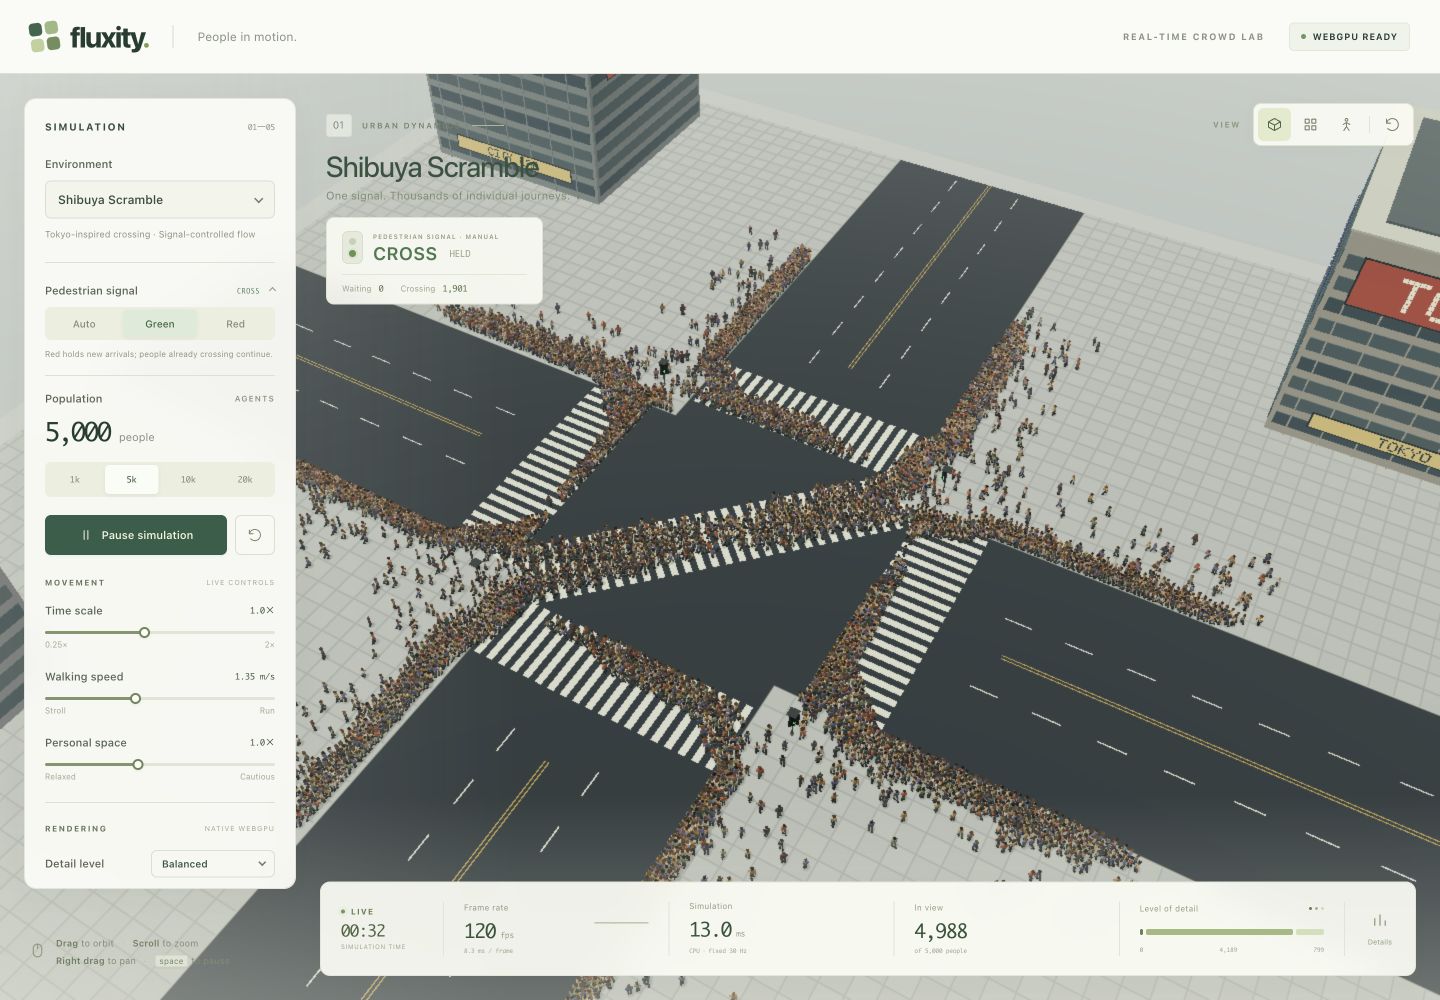 fluxity.
People in motion.
REAL-TIME CROWD LAB
WEBGPU READY
SIMULATION
01—05
Environment
Shibuya Scramble
Tokyo-inspired crossing · Signal-controlled flow
Pedestrian signal
CROSS
Auto
Green
Red
Red holds new arrivals; people already crossing continue.
Population
AGENTS
5,000 people
1k
5k
10k
20k
Pause simulation
MOVEMENT
LIVE CONTROLS
Time scale
1.0×
0.25×
2×
Walking speed
1.35 m/s
Stroll
Run
Personal space
1.0×
Relaxed
Cautious
RENDERING
NATIVE WEBGPU
Detail level
Balanced
Drag to orbit
Scroll to zoom
Right drag to pan
space to pause
01
URBAN
Shibuya Scramble
One signal. Thousands of individual journeys.
PEDESTRIAN SIGNAL · MANUAL
CROSS HELD
Waiting 0
Crossing 1,901
VIEW
TOKYO
LIVE
00:32
SIMULATION TIME
Frame rate
120 fps
8.3 ms / frame
Simulation
13.0 ms
CPU · fixed 30 Hz
In view
4,988
of 5,000 people
Level of detail
4,189
799
Details